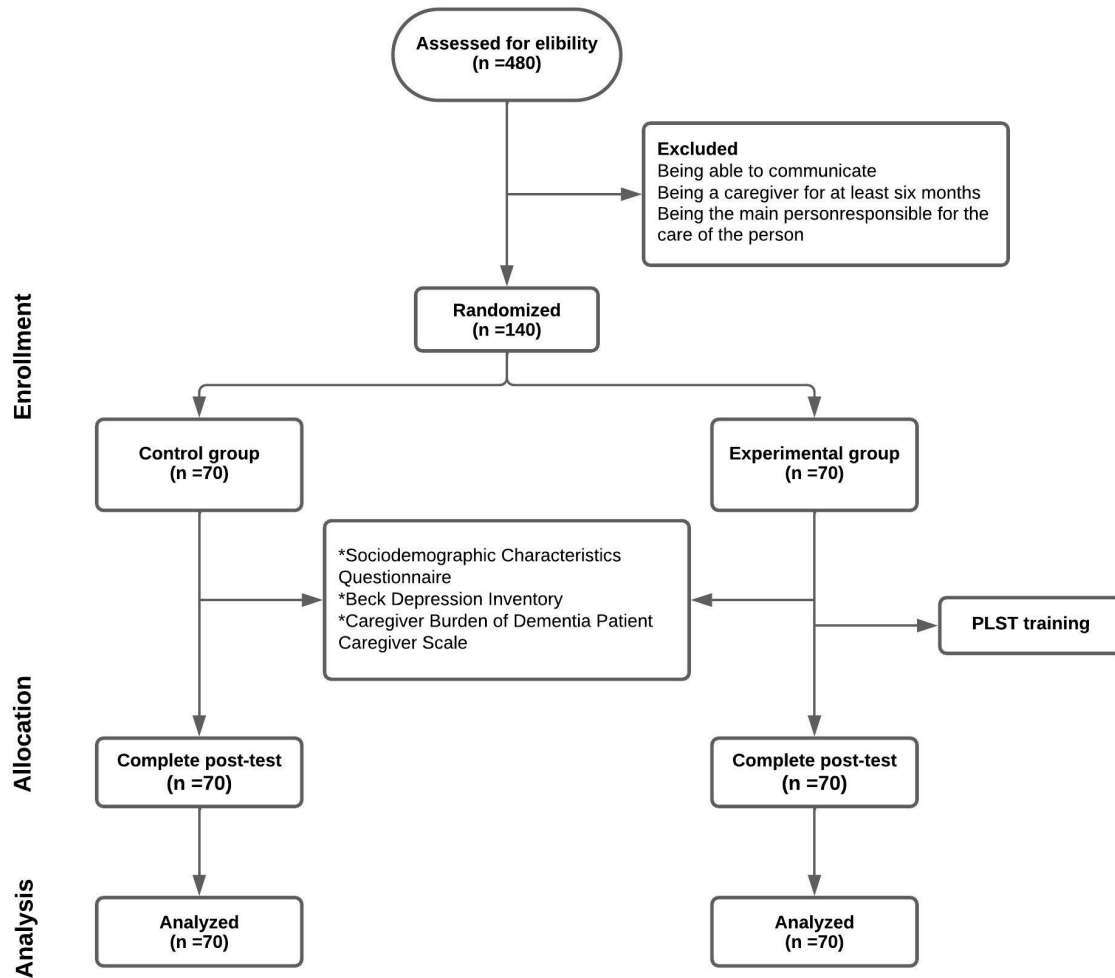 Assessed for elibility
(n =480)
Excluded
Being able to communicate
Being a caregiver for at least six months
Being the main personresponsible for the
care of the person
Enrollment
Randomized
(n =140)
Control group
(n =70)
Experimental group
(n =70)
*Sociodemographic Characteristics
Questionnaire
*Beck Depression Inventory
*Caregiver Burden of Dementia Patient
Caregiver Scale
PLST training
Allocation
Complete post-test
(n =70)
Complete post-test
(n =70)
Analysis
Analyzed
(n =70)
Analyzed
(n =70)